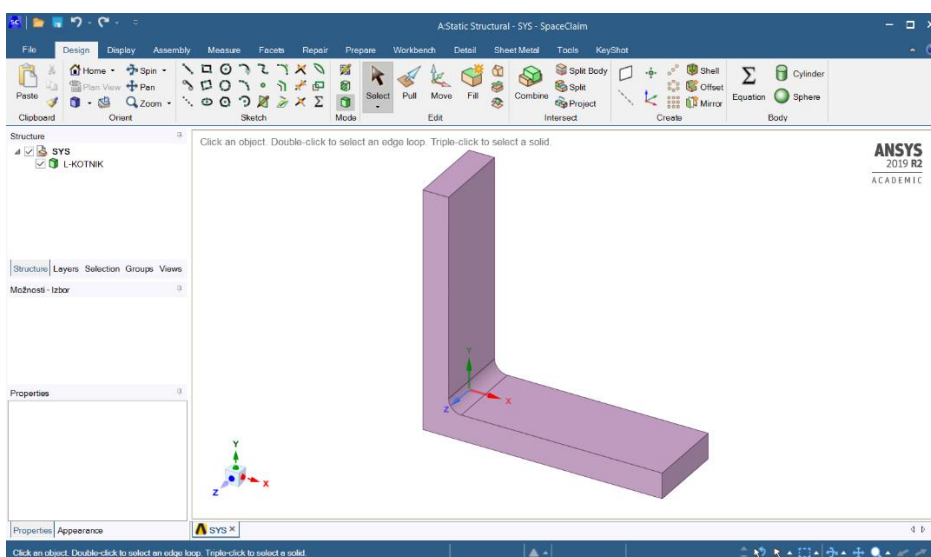 A:Static Structural - SYS - SpaceClaim
File Design Display Assembly Measure Facets Repair Prepare Workbench Detail Sheet Metal Tools KeyShot
Paste
Home Spin
Plan View Pan
Zoom
Select
Pull
Move
Fill
Combine
Split Body
Split
Project
Shell
Offset
Mirror
Equation
Cylinder
Sphere
Clipboard Orient Sketch Mode Edit Intersect Create Body
Structure
SYS
L-KOTNIK
Structure Layers Selection Groups Views
Možnosti - Izbor
Properties
Properties Appearance
Click an object. Double-click to select an edge loop. Triple-click to select a solid.
ANSYS
2019 R2
ACADEMIC
Y
X
Z
Y
X
Z
SYS
Click an object. Double-click to select an edge loop. Triple-click to select a solid.